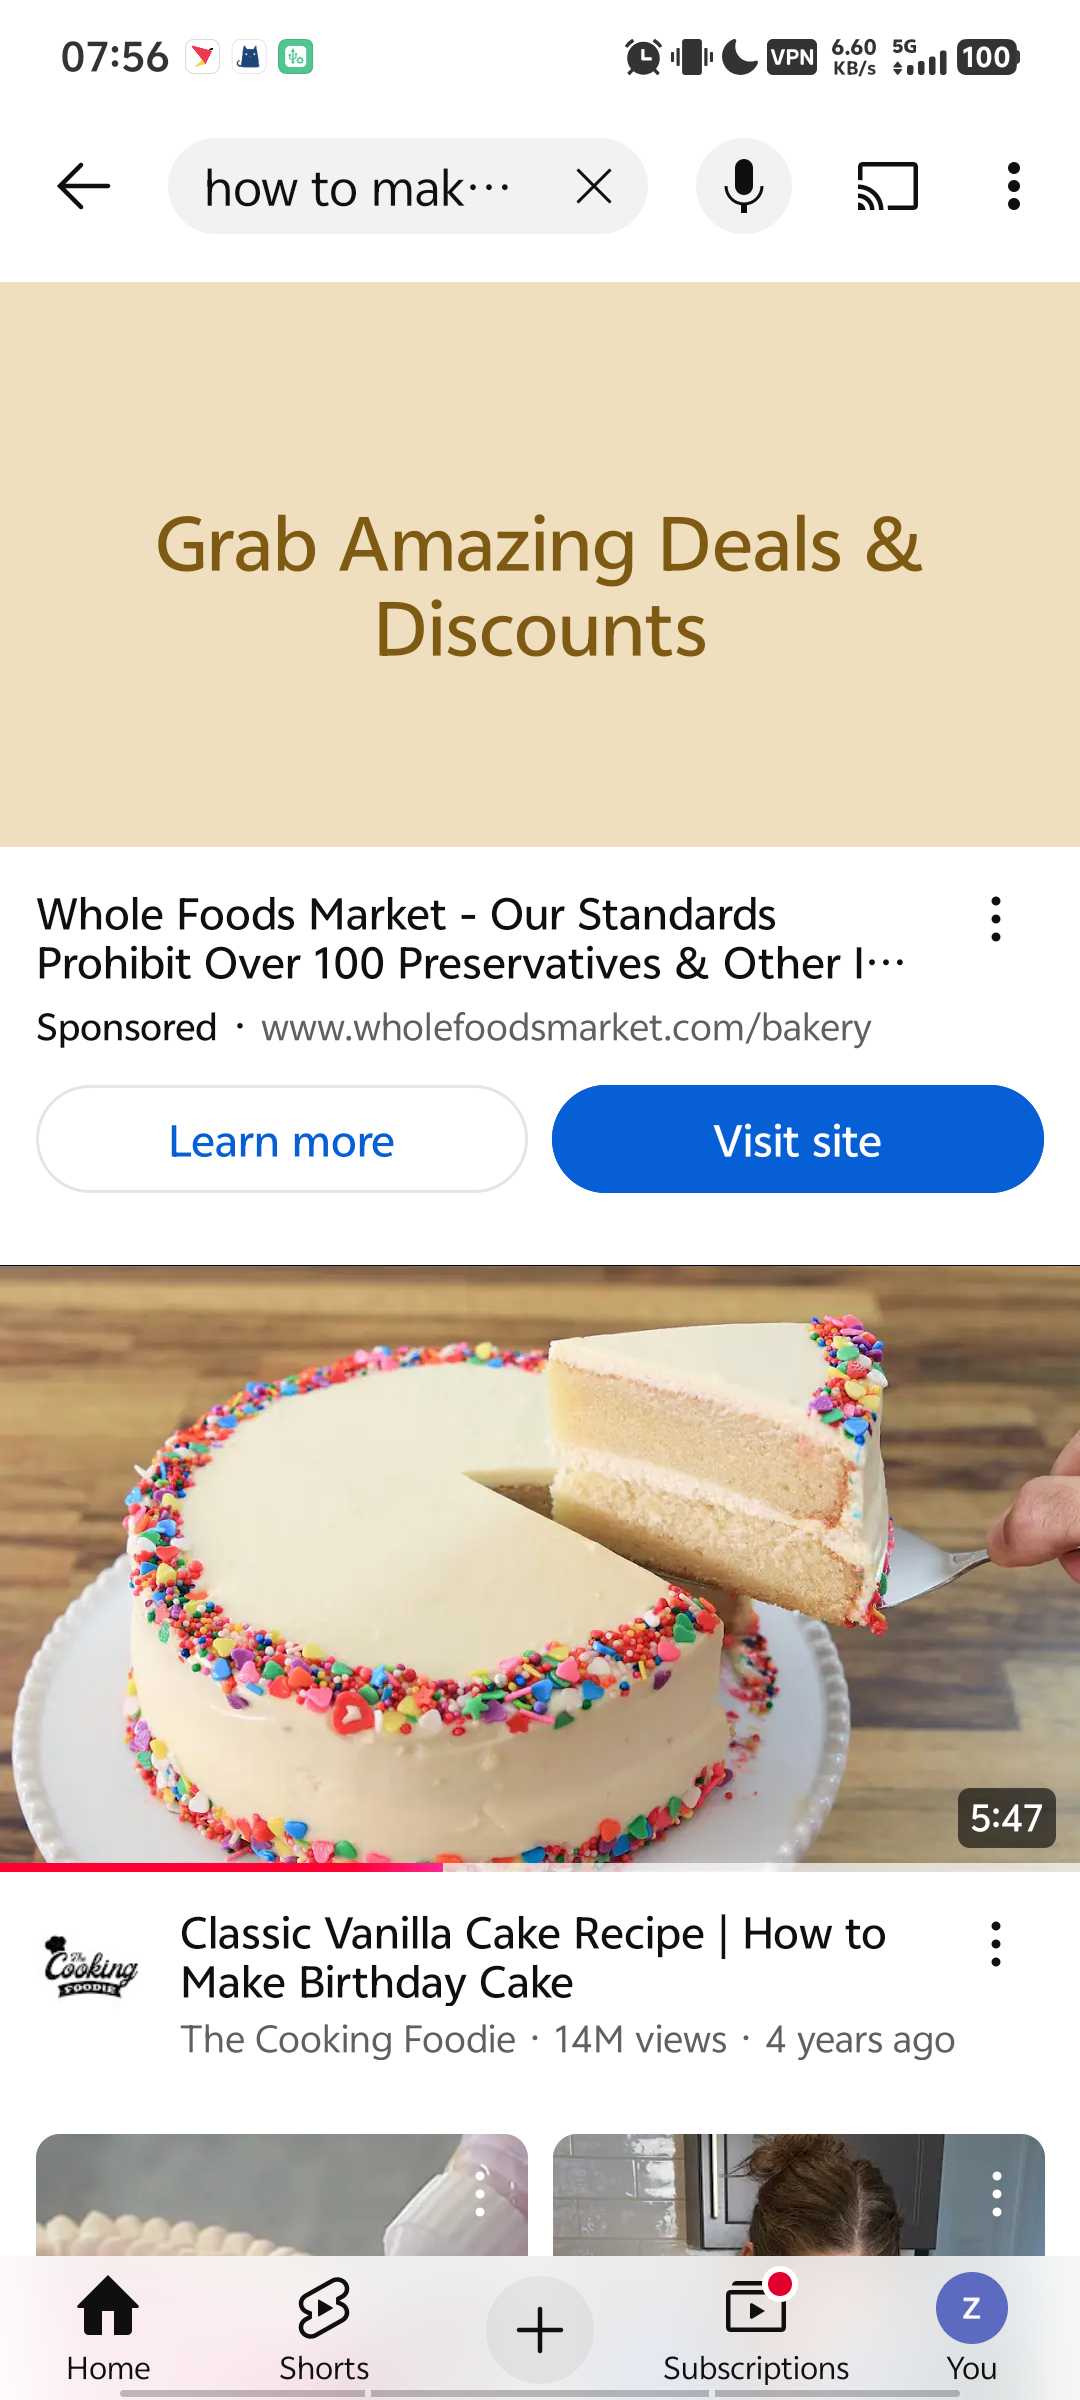 07:56
VPN
6.60 KB/s
5G
100
how to mak···
Grab Amazing Deals &
Discounts
Whole Foods Market - Our Standards
Prohibit Over 100 Preservatives & Other I···
Sponsored · www.wholefoodsmarket.com/bakery
Learn more
Visit site
5:47
The
Cooking
FOODIE
Classic Vanilla Cake Recipe | How to
Make Birthday Cake
The Cooking Foodie · 14M views · 4 years ago
Home
Shorts
Subscriptions
Z
You